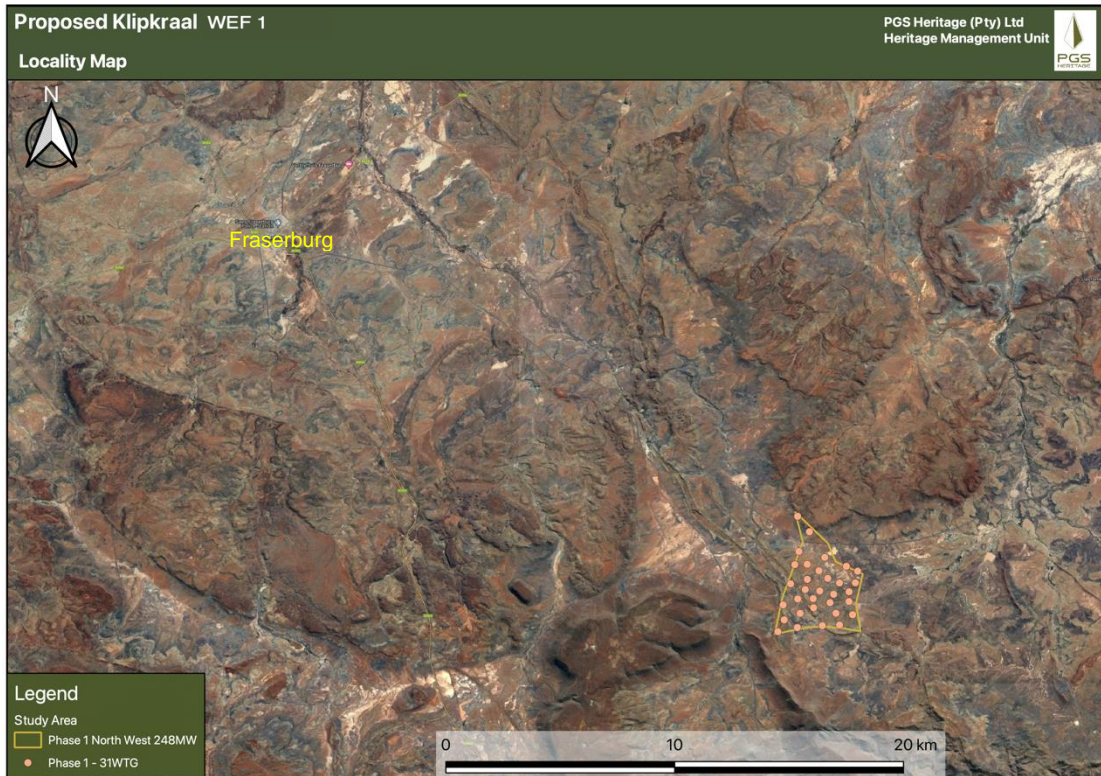 Proposed Klipkraal WEF 1
Locality Map
PGS Heritage (Pty) Ltd
Heritage Management Unit
PGS
HERITAGE
N
Fraserburg
Legend
Study Area
Phase 1 North West 248MW
Phase 1 - 31WTG
0 10 20 km